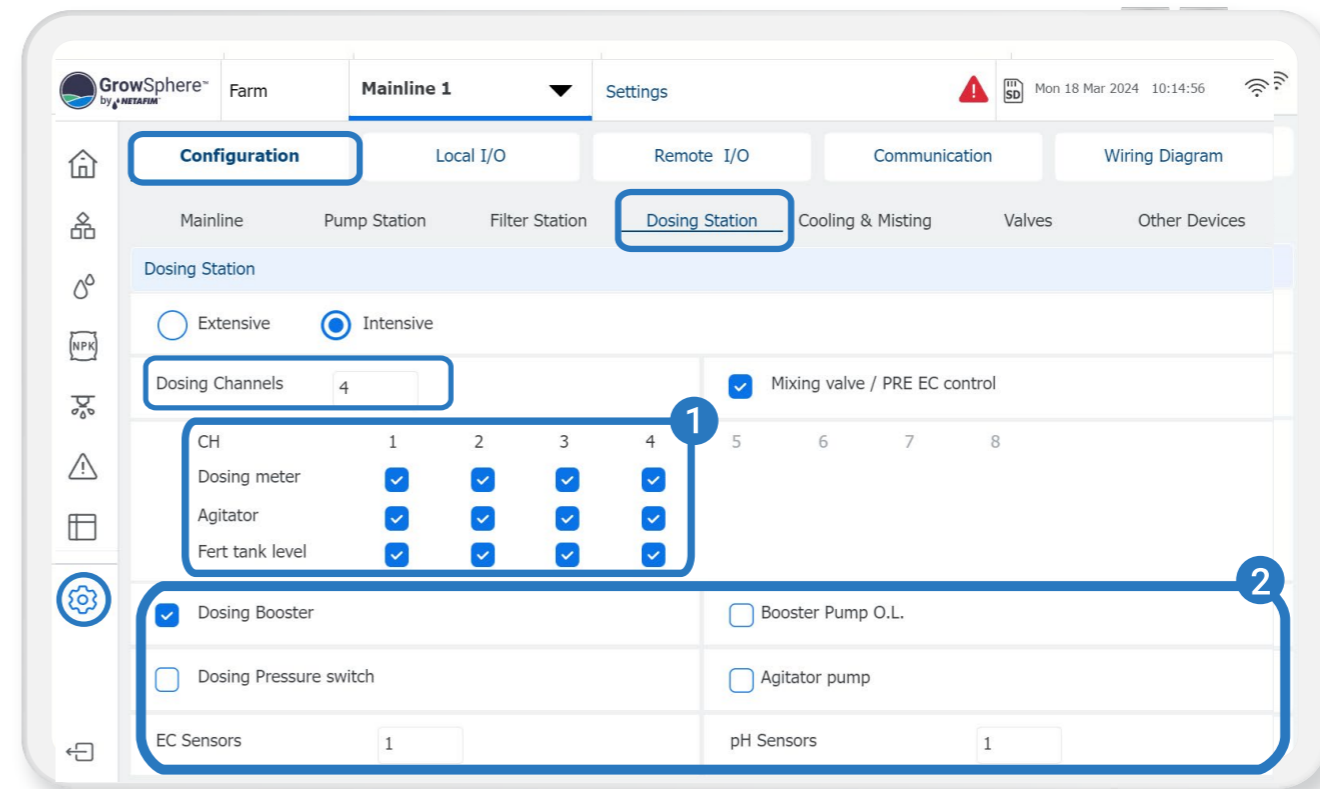 GrowSphere™ Farm Mainline 1 Settings SD Mon 18 Mar 2024 10:14:56
by NETAFIM™
Configuration Local I/O Remote I/O Communication Wiring Diagram
Mainline Pump Station Filter Station Dosing Station Cooling & Misting Valves Other Devices
Dosing Station
Extensive Intensive
NPK
Dosing Channels 4 Mixing valve / PRE EC control
1
CH 1 2 3 4 5 6 7 8
Dosing meter
Agitator
Fert tank level
2
Dosing Booster Booster Pump O.L.
Dosing Pressure switch Agitator pump
EC Sensors 1 pH Sensors 1